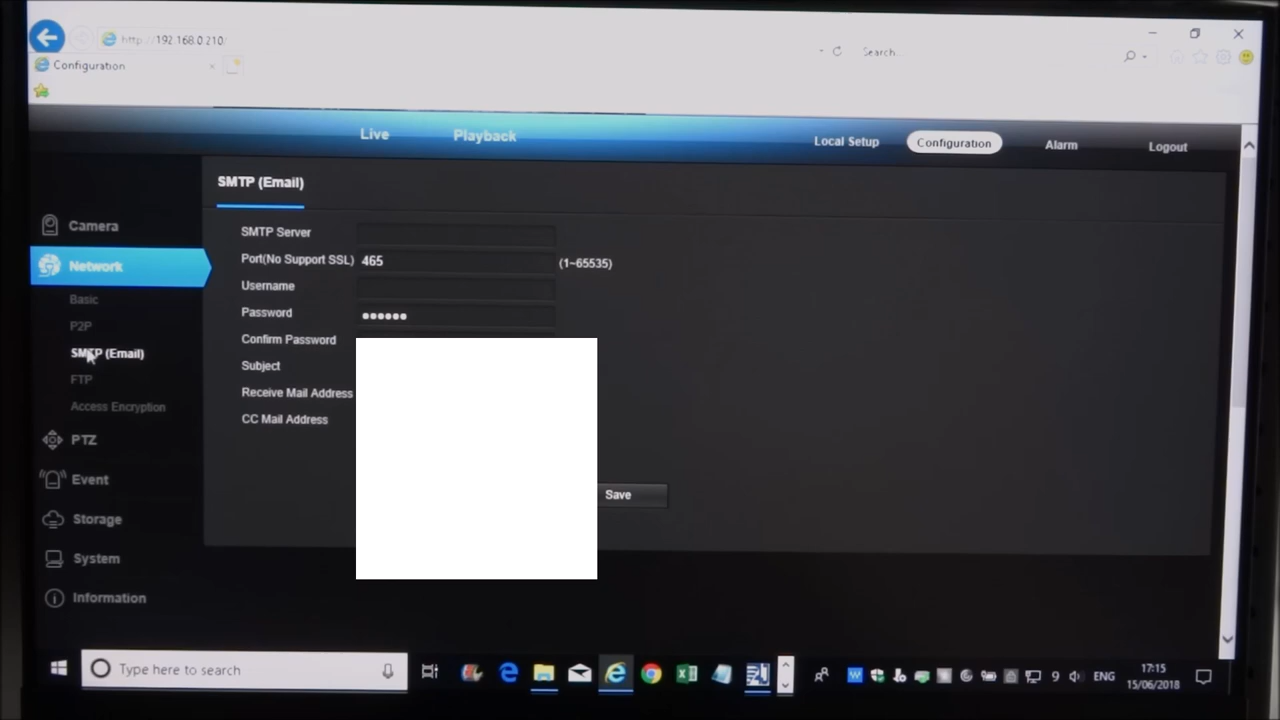 http://192.168.0.210/
Search...
Configuration
Live
Playback
Local Setup
Configuration
Alarm
Logout
SMTP (Email)
Camera
Network
Basic
P2P
SMTP (Email)
FTP
Access Encryption
PTZ
Event
Storage
System
Information
SMTP Server
Port(No Support SSL) 465 (1~65535)
Username
Password ••••••
Confirm Password
Subject
Receive Mail Address
CC Mail Address
Save
Type here to search
ENG
17:15
15/06/2018